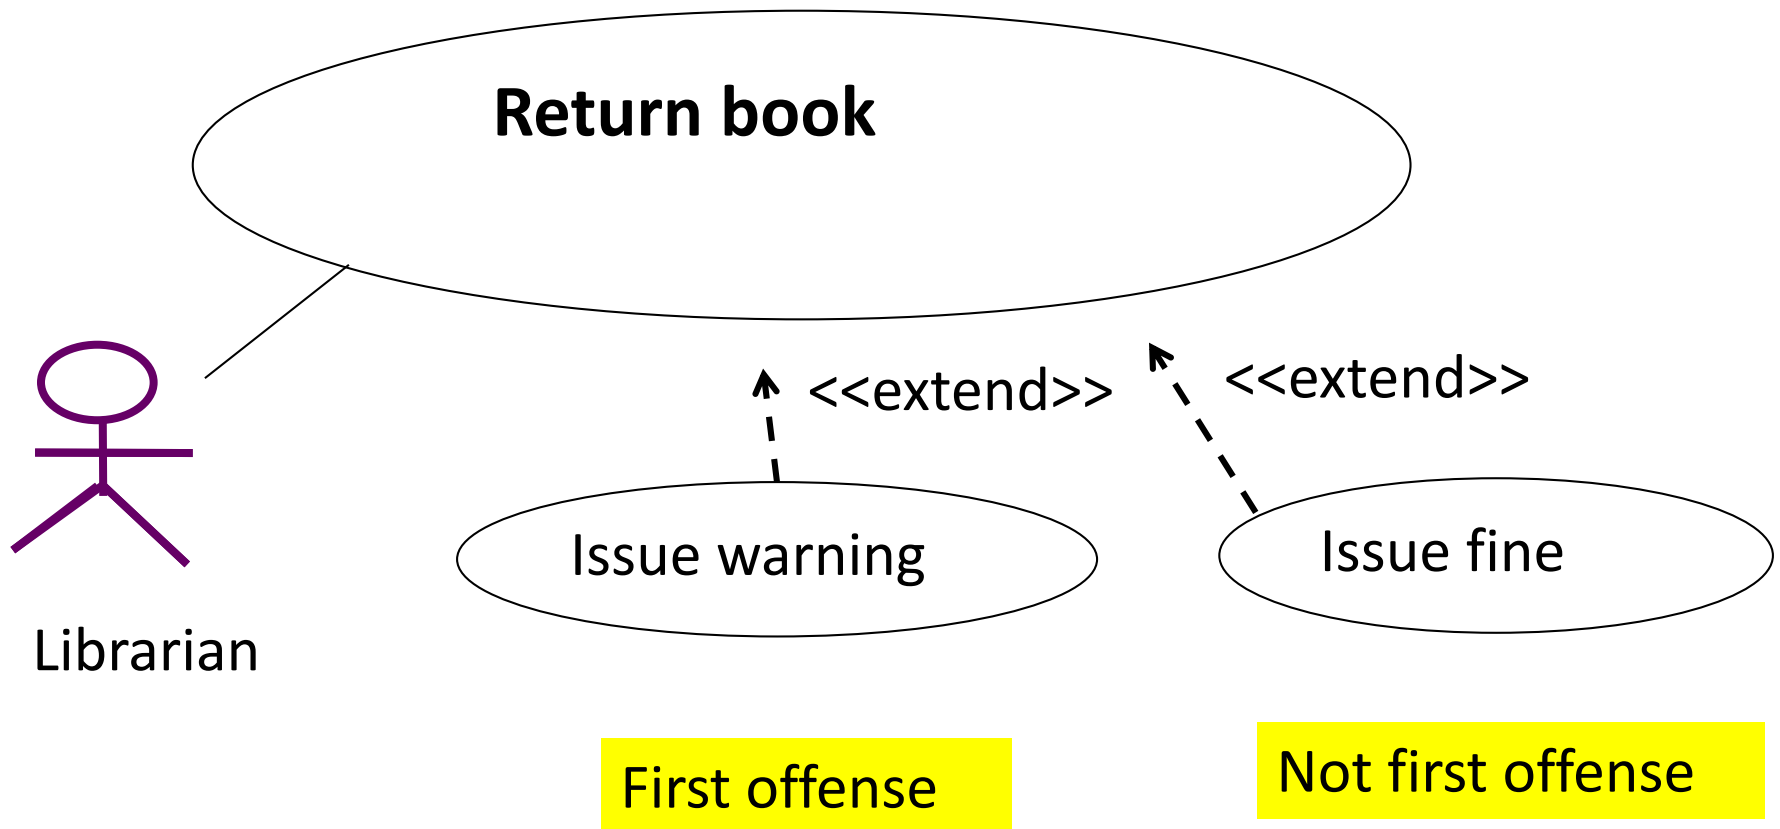 Return book
<<extend>>
<<extend>>
Issue warning
Issue fine
Librarian
First offense
Not first offense